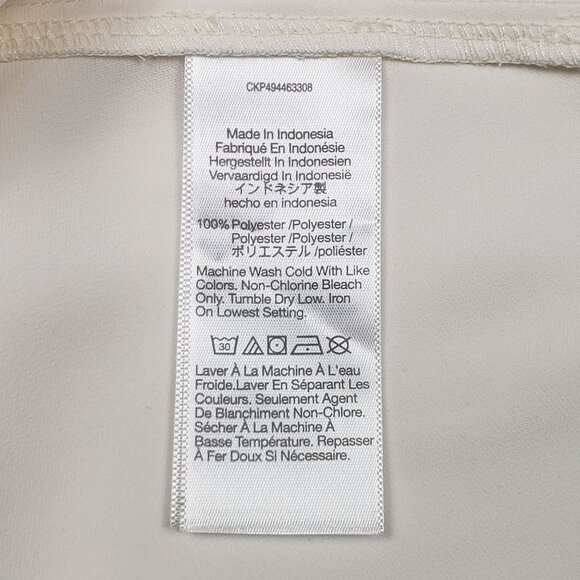 CKP494463308
Made In Indonesia
Fabriqué En Indonésie
Hergestellt In Indonesien
Vervaardigd In Indonesië
インドネシア製
hecho en indonesia
100% Polyester /Polyester/
Polyester /Polyester/
ポリエステル /poliéster
Machine Wash Cold With Like
Colors. Non-Chlorine Bleach
Only. Tumble Dry Low. Iron
On Lowest Setting.
30
Laver À La Machine À L'eau
Froide.Laver En Séparant Les
Couleurs. Seulement Agent
De Blanchiment Non-Chlore.
Sécher À La Machine À
Basse Température. Repasser
À Fer Doux Si Nécessaire.